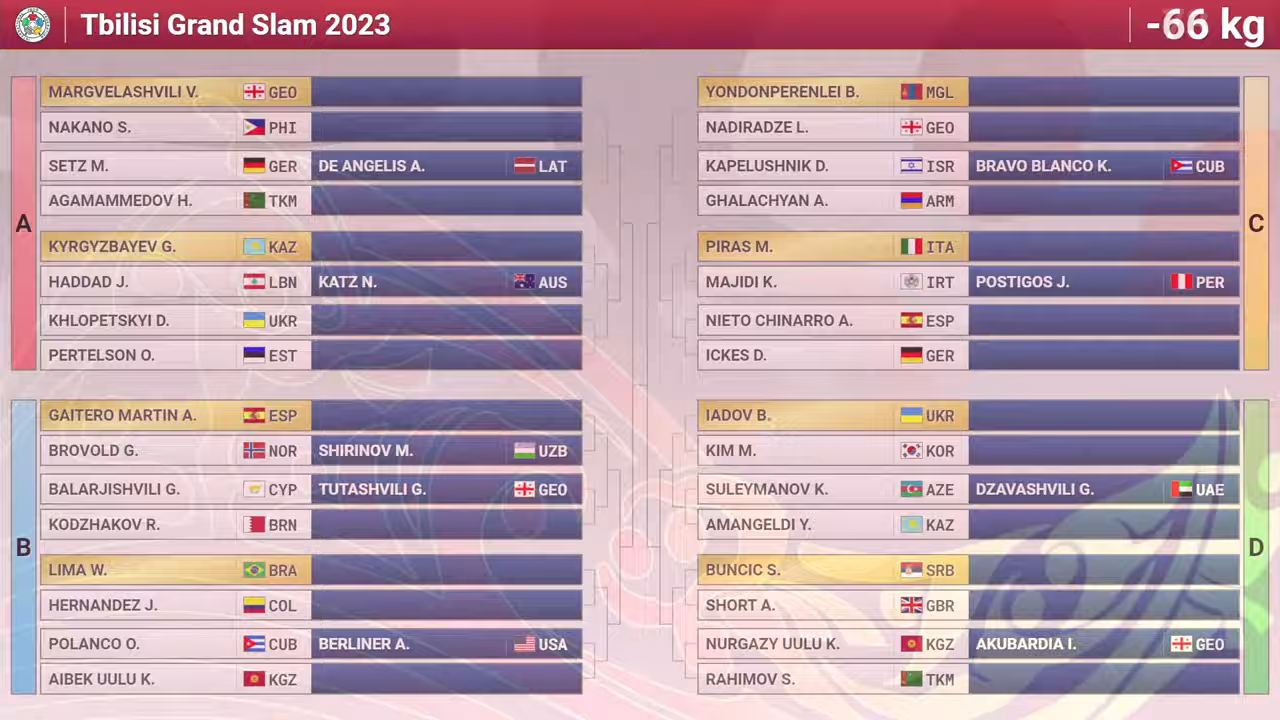 Tbilisi Grand Slam 2023
-66 kg
A
MARGVELASHVILI V. GEO
NAKANO S. PHI
SETZ M. GER DE ANGELIS A. LAT
AGAMAMMEDOV H. TKM
KYRGYZBAYEV G. KAZ
HADDAD J. LBN KATZ N. AUS
KHLOPETSKYI D. UKR
PERTELSON O. EST
B
GAITERO MARTIN A. ESP
BROVOLD G. NOR SHIRINOV M. UZB
BALARJISHVILI G. CYP TUTASHVILI G. GEO
KODZHAKOV R. BRN
LIMA W. BRA
HERNANDEZ J. COL
POLANCO O. CUB BERLINER A. USA
AIBEK UULU K. KGZ
C
YONDONPERENLEI B. MGL
NADIRADZE L. GEO
KAPELUSHNIK D. ISR BRAVO BLANCO K. CUB
GHALACHYAN A. ARM
PIRAS M. ITA
MAJIDI K. IRT POSTIGOS J. PER
NIETO CHINARRO A. ESP
ICKES D. GER
D
IADOV B. UKR
KIM M. KOR
SULEYMANOV K. AZE DZAVASHVILI G. UAE
AMANGELDI Y. KAZ
BUNCIC S. SRB
SHORT A. GBR
NURGAZY UULU K. KGZ AKUBARDIA I. GEO
RAHIMOV S. TKM